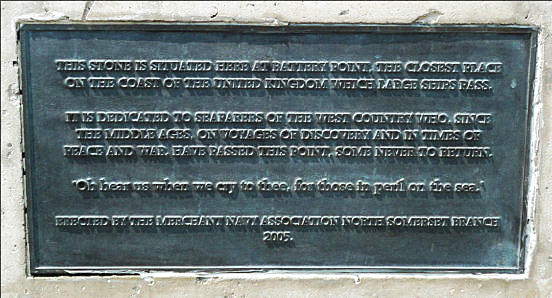 THIS STONE IS SITUATED HERE AT BATTERY POINT, THE CLOSEST PLACE
ON THE COAST OF THE UNITED KINGDOM WHICH LARGE SHIPS PASS.
IT IS DEDICATED TO SEAFARERS OF THE WEST COUNTRY WHO, SINCE
THE MIDDLE AGES, ON VOYAGES OF DISCOVERY AND IN TIMES OF
PEACE AND WAR, HAVE PASSED THIS POINT, SOME NEVER TO RETURN.
'Oh hear us when we cry to thee, for those in peril on the sea.'
ERECTED BY THE MERCHANT NAVY ASSOCIATION NORTH SOMERSET BRANCH
2005.